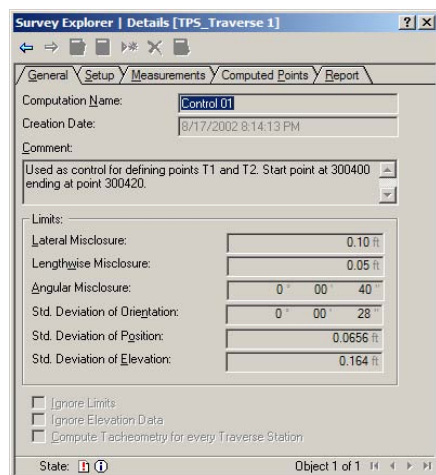 Survey Explorer | Details [TPS_Traverse 1]
General Setup Measurements Computed Points Report
Computation Name: Control 01
Creation Date: 8/17/2002 8:14:13 PM
Comment:
Used as control for defining points T1 and T2. Start point at 300400
ending at point 300420.
Limits:
Lateral Misclosure: 0.10 ft
Lengthwise Misclosure: 0.05 ft
Angular Misclosure: 0 ° 00 ' 40 "
Std. Deviation of Orientation: 0 ° 00 ' 28 "
Std. Deviation of Position: 0.0656 ft
Std. Deviation of Elevation: 0.164 ft
Ignore Limits
Ignore Elevation Data
Compute Tacheometry for every Traverse Station
State: Object 1 of 1